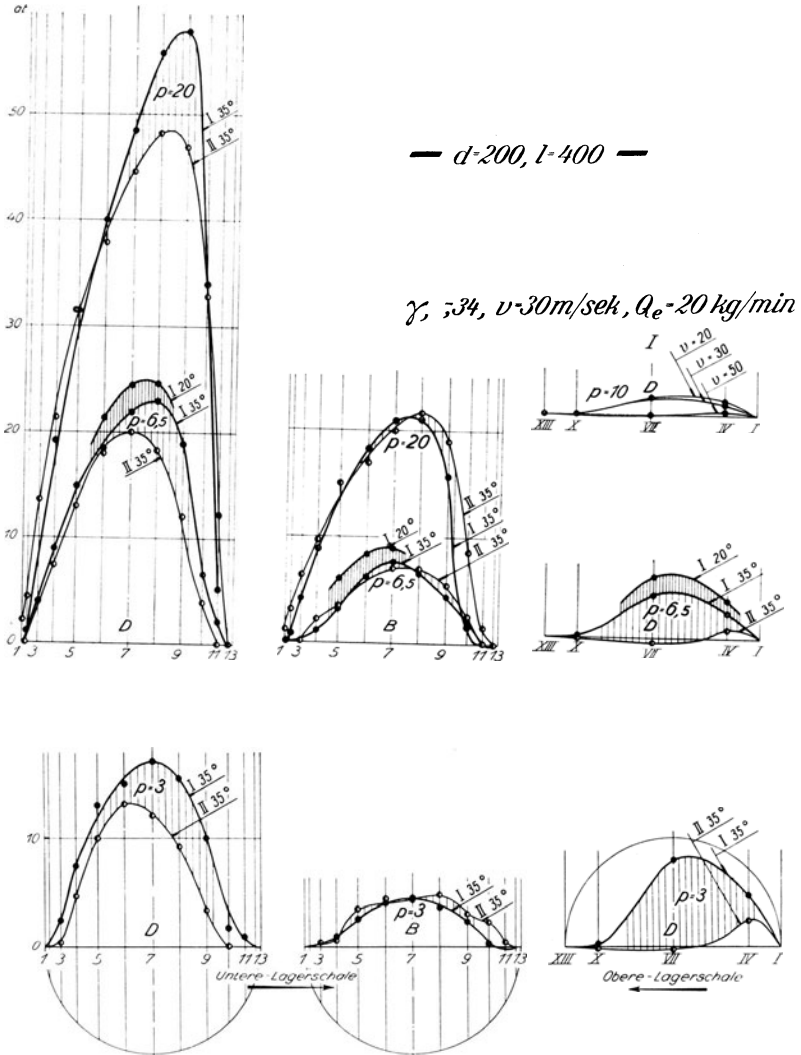 at
50
40
30
20
10
0
p=20
I 35°
II 35°
I 20°
I 35°
p=6,5
II 35°
D
1 3 5 7 9 11 13
— d=200, l=400 —
γ, ;34, v=30m/sek, Qe=20 kg/min
p=20
II 35°
I 35°
II 35°
I 20°
I 35°
p=6,5
B
1 3 5 7 9 11 13
I
v=20
v=30
v=50
p=10
D
XIII X VII IV I
I 20°
I 35°
II 35°
p=6,5
D
XIII X VII IV I
10
0
p=3
I 35°
II 35°
D
1 3 5 7 9 11 13
I 35°
II 35°
p=3
B
1 3 5 7 9 11 13
II 35°
I 35°
p=3
D
XIII X VII IV I
Untere-Lagerschale
Obere-Lagerschale